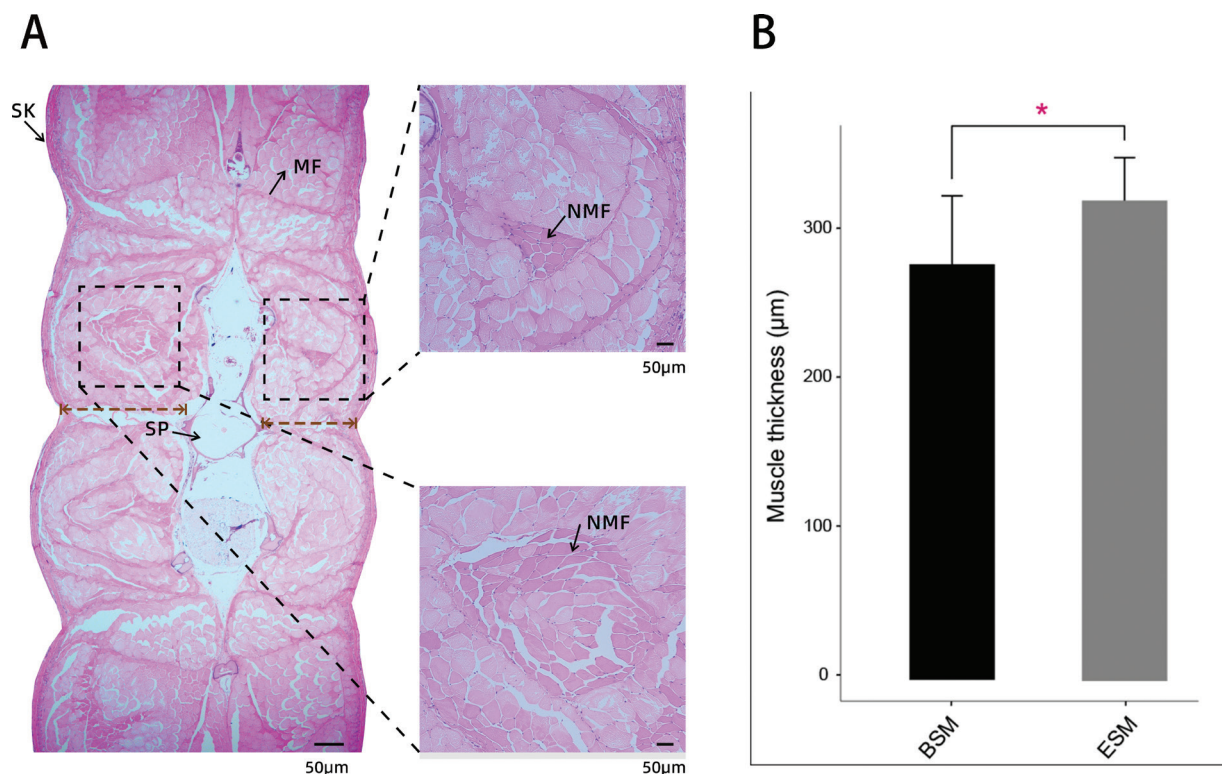 A
SK
MF
SP
50µm
NMF
50µm
NMF
50µm
B
*
Muscle thickness (µm)
300
200
100
0
BSM
ESM